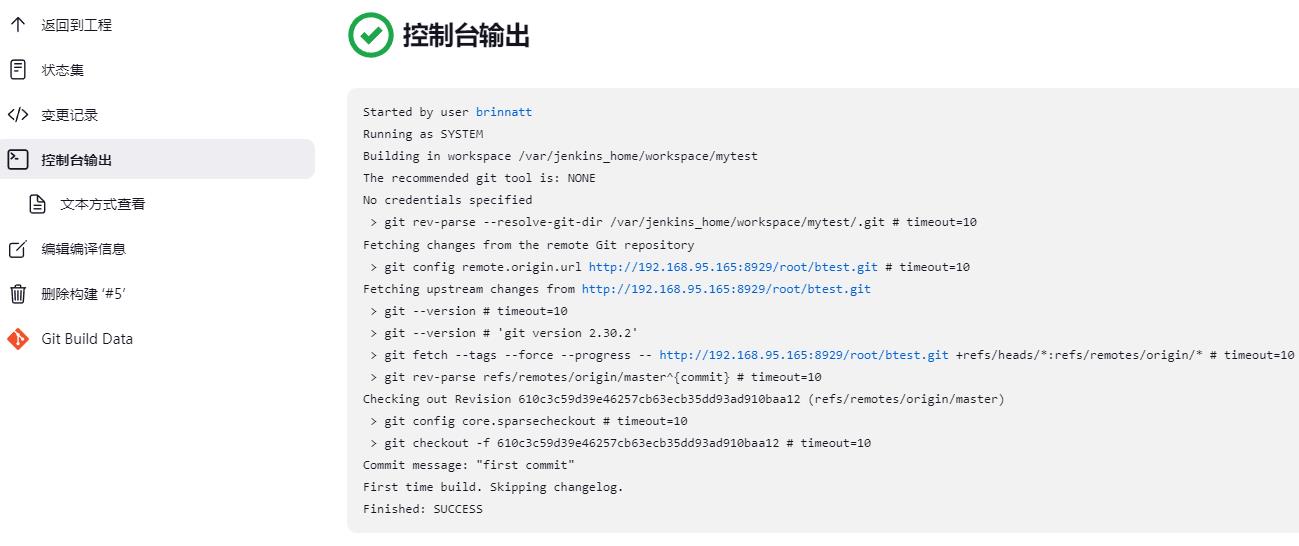 返回到工程
状态集
变更记录
控制台输出
文本方式查看
编辑编译信息
删除构建 ‘#5’
Git Build Data
控制台输出
Started by user brinnatt
Running as SYSTEM
Building in workspace /var/jenkins_home/workspace/mytest
The recommended git tool is: NONE
No credentials specified
 > git rev-parse --resolve-git-dir /var/jenkins_home/workspace/mytest/.git # timeout=10
Fetching changes from the remote Git repository
 > git config remote.origin.url http://192.168.95.165:8929/root/btest.git # timeout=10
Fetching upstream changes from http://192.168.95.165:8929/root/btest.git
 > git --version # timeout=10
 > git --version # 'git version 2.30.2'
 > git fetch --tags --force --progress -- http://192.168.95.165:8929/root/btest.git +refs/heads/*:refs/remotes/origin/* # timeout=10
 > git rev-parse refs/remotes/origin/master^{commit} # timeout=10
Checking out Revision 610c3c59d39e46257cb63ecb35dd93ad910baa12 (refs/remotes/origin/master)
 > git config core.sparsecheckout # timeout=10
 > git checkout -f 610c3c59d39e46257cb63ecb35dd93ad910baa12 # timeout=10
Commit message: "first commit"
First time build. Skipping changelog.
Finished: SUCCESS